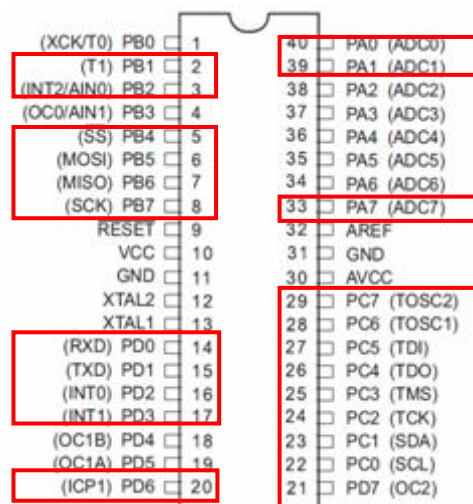 (XCK/T0) PB0 1
(T1) PB1 2
(INT2/AIN0) PB2 3
(OC0/AIN1) PB3 4
(SS) PB4 5
(MOSI) PB5 6
(MISO) PB6 7
(SCK) PB7 8
RESET 9
VCC 10
GND 11
XTAL2 12
XTAL1 13
(RXD) PD0 14
(TXD) PD1 15
(INT0) PD2 16
(INT1) PD3 17
(OC1B) PD4 18
(OC1A) PD5 19
(ICP1) PD6 20
40 PA0 (ADC0)
39 PA1 (ADC1)
38 PA2 (ADC2)
37 PA3 (ADC3)
36 PA4 (ADC4)
35 PA5 (ADC5)
34 PA6 (ADC6)
33 PA7 (ADC7)
32 AREF
31 GND
30 AVCC
29 PC7 (TOSC2)
28 PC6 (TOSC1)
27 PC5 (TDI)
26 PC4 (TDO)
25 PC3 (TMS)
24 PC2 (TCK)
23 PC1 (SDA)
22 PC0 (SCL)
21 PD7 (OC2)